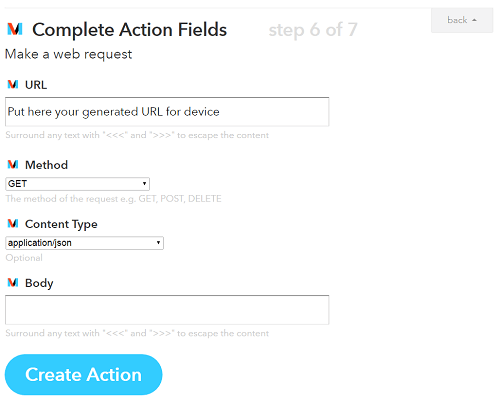 back
Complete Action Fields step 6 of 7
Make a web request
URL
Put here your generated URL for device
Surround any text with "<<<" and ">>>" to escape the content
Method
GET
The method of the request e.g. GET, POST, DELETE
Content Type
application/json
Optional
Body
Surround any text with "<<<" and ">>>" to escape the content
Create Action